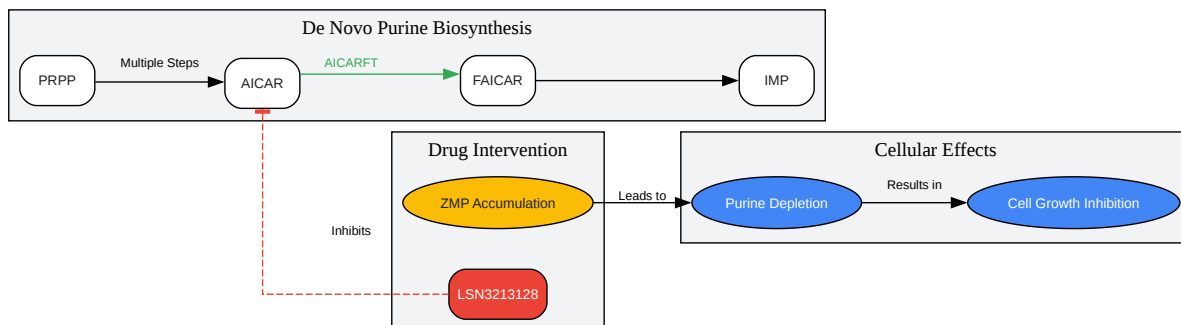 De Novo Purine Biosynthesis
PRPP
Multiple Steps
AICAR
AICARFT
FAICAR
IMP
Drug Intervention
Cellular Effects
ZMP Accumulation
Leads to
Purine Depletion
Results in
Cell Growth Inhibition
Inhibits
LSN3213128